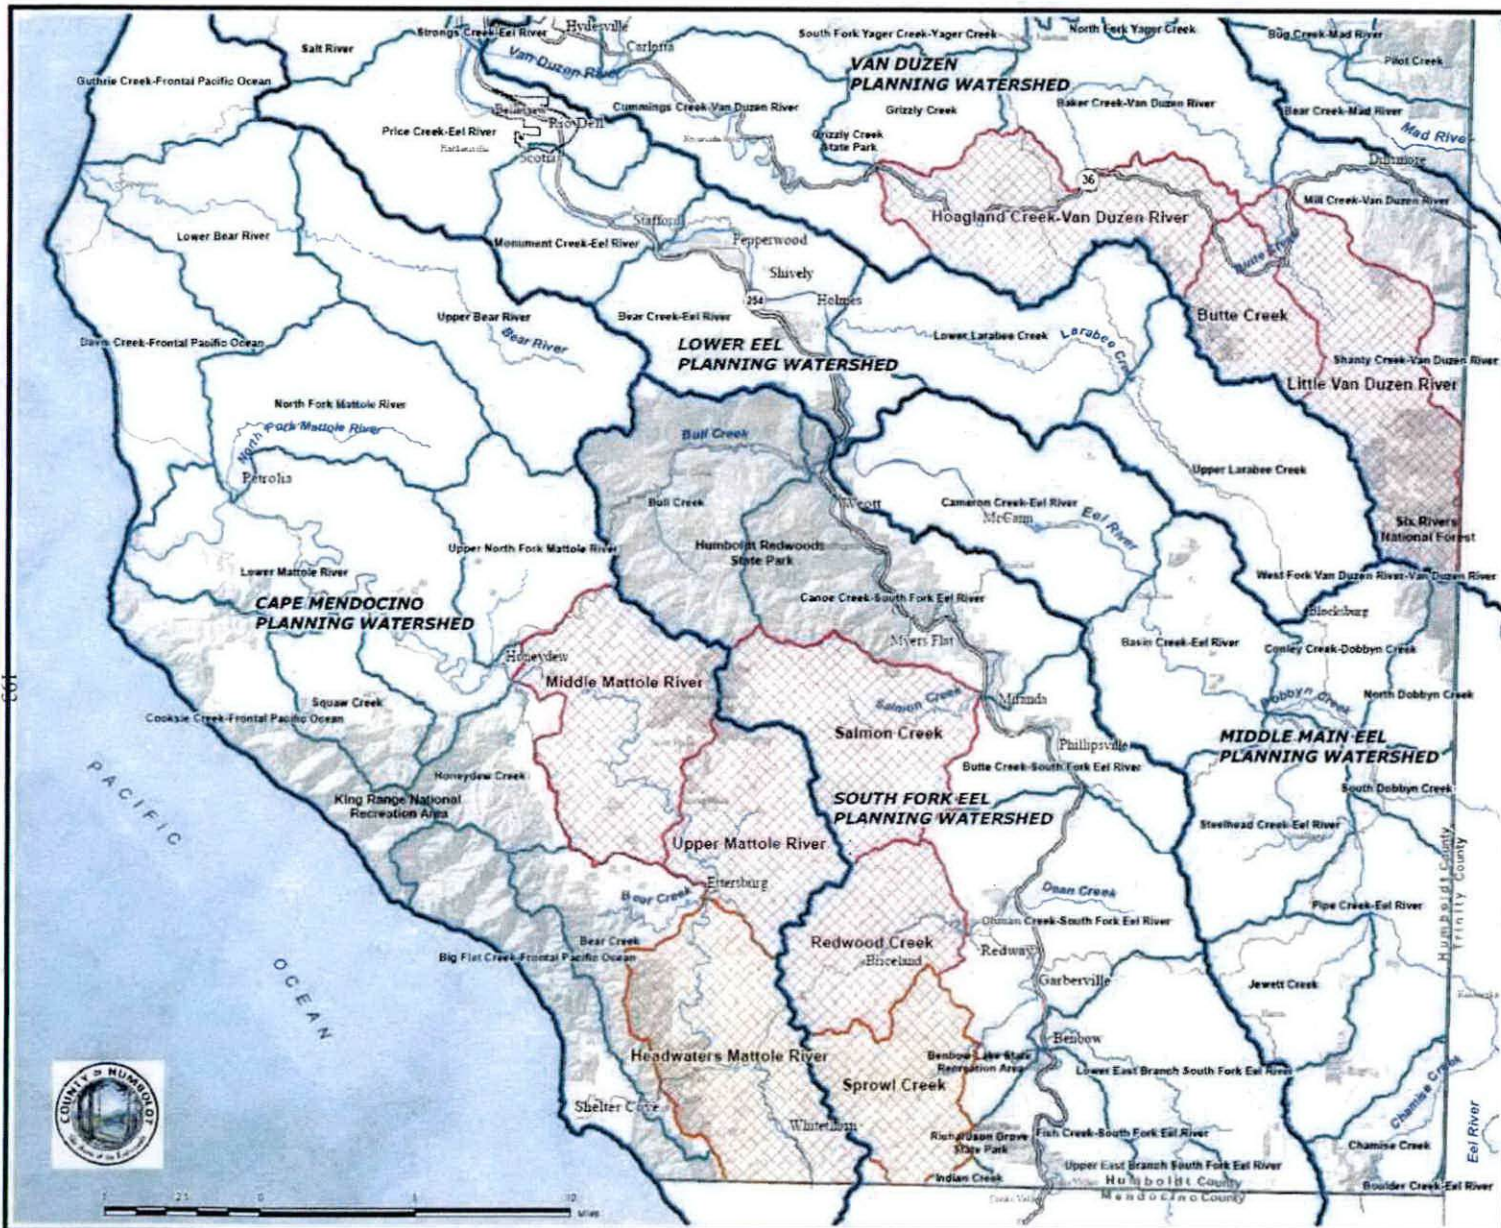 Hydesville
Strongs Creek-Eel River
Salt River
Carlotta
South Fork Yager Creek-Yager Creek
North Fork Yager Creek
Bug Creek-Mad River
Pilot Creek
Guthrie Creek-Frontal Pacific Ocean
Van Duzen River
VAN DUZEN
PLANNING WATERSHED
Cummings Creek-Van Duzen River
Grizzly Creek
Baker Creek-Van Duzen River
Bear Creek-Mad River
Mad River
Price Creek-Eel River
Rio Dell
Scotia
Grizzly Creek
State Park
36
Dinsmore
Mill Creek-Van Duzen River
Hoagland Creek-Van Duzen River
Lower Bear River
Monument Creek-Eel River
Stafford
Pepperwood
Shively
Holmes
254
Butte Creek
Bear Creek-Eel River
Upper Bear River
Bear River
Butte Creek
Lower Larabee Creek
Larabee Creek
Davis Creek-Frontal Pacific Ocean
LOWER EEL
PLANNING WATERSHED
Shanty Creek-Van Duzen River
Little Van Duzen River
North Fork Mattole River
North Fork Mattole River
Bull Creek
Petrolia
Upper Larabee Creek
Bull Creek
Weott
Cameron Creek-Eel River
McCann
Eel River
Six Rivers
National Forest
Humboldt Redwoods
State Park
Upper North Fork Mattole River
Lower Mattole River
West Fork Van Duzen River-Van Duzen River
CAPE MENDOCINO
PLANNING WATERSHED
Canoe Creek-South Fork Eel River
Blocksburg
Myers Flat
Basin Creek-Eel River
Conley Creek-Dobbyn Creek
Honeydew
Middle Mattole River
Salmon Creek
Miranda
Dobbyn Creek
North Dobbyn Creek
Squaw Creek
Cooksie Creek-Frontal Pacific Ocean
Salmon Creek
Phillipsville
MIDDLE MAIN EEL
PLANNING WATERSHED
Butte Creek-South Fork Eel River
Honeydew Creek
King Range National
Recreation Area
SOUTH FORK EEL
PLANNING WATERSHED
South Dobbyn Creek
Steelhead Creek-Eel River
Upper Mattole River
PACIFIC
OCEAN
Ettersburg
Bear Creek
Dean Creek
Pipe Creek-Eel River
Humboldt County
Trinity County
Ohman Creek-South Fork Eel River
Bear Creek
Big Flat Creek-Frontal Pacific Ocean
Redwood Creek
Briceland
Redway
Garberville
Jewett Creek
Headwaters Mattole River
Benbow
Benbow Lake State
Recreation Area
Lower East Branch South Fork Eel River
Sprowl Creek
Shelter Cove
Whitethorn
Chamise Creek
Eel River
Richardson Grove
State Park
Fish Creek-South Fork Eel River
Chamise Creek
Indian Creek
Upper East Branch South Fork Eel River
Humboldt County
Mendocino County
Boulder Creek-Eel River
COUNTY OF HUMBOLDT
0
10
Miles